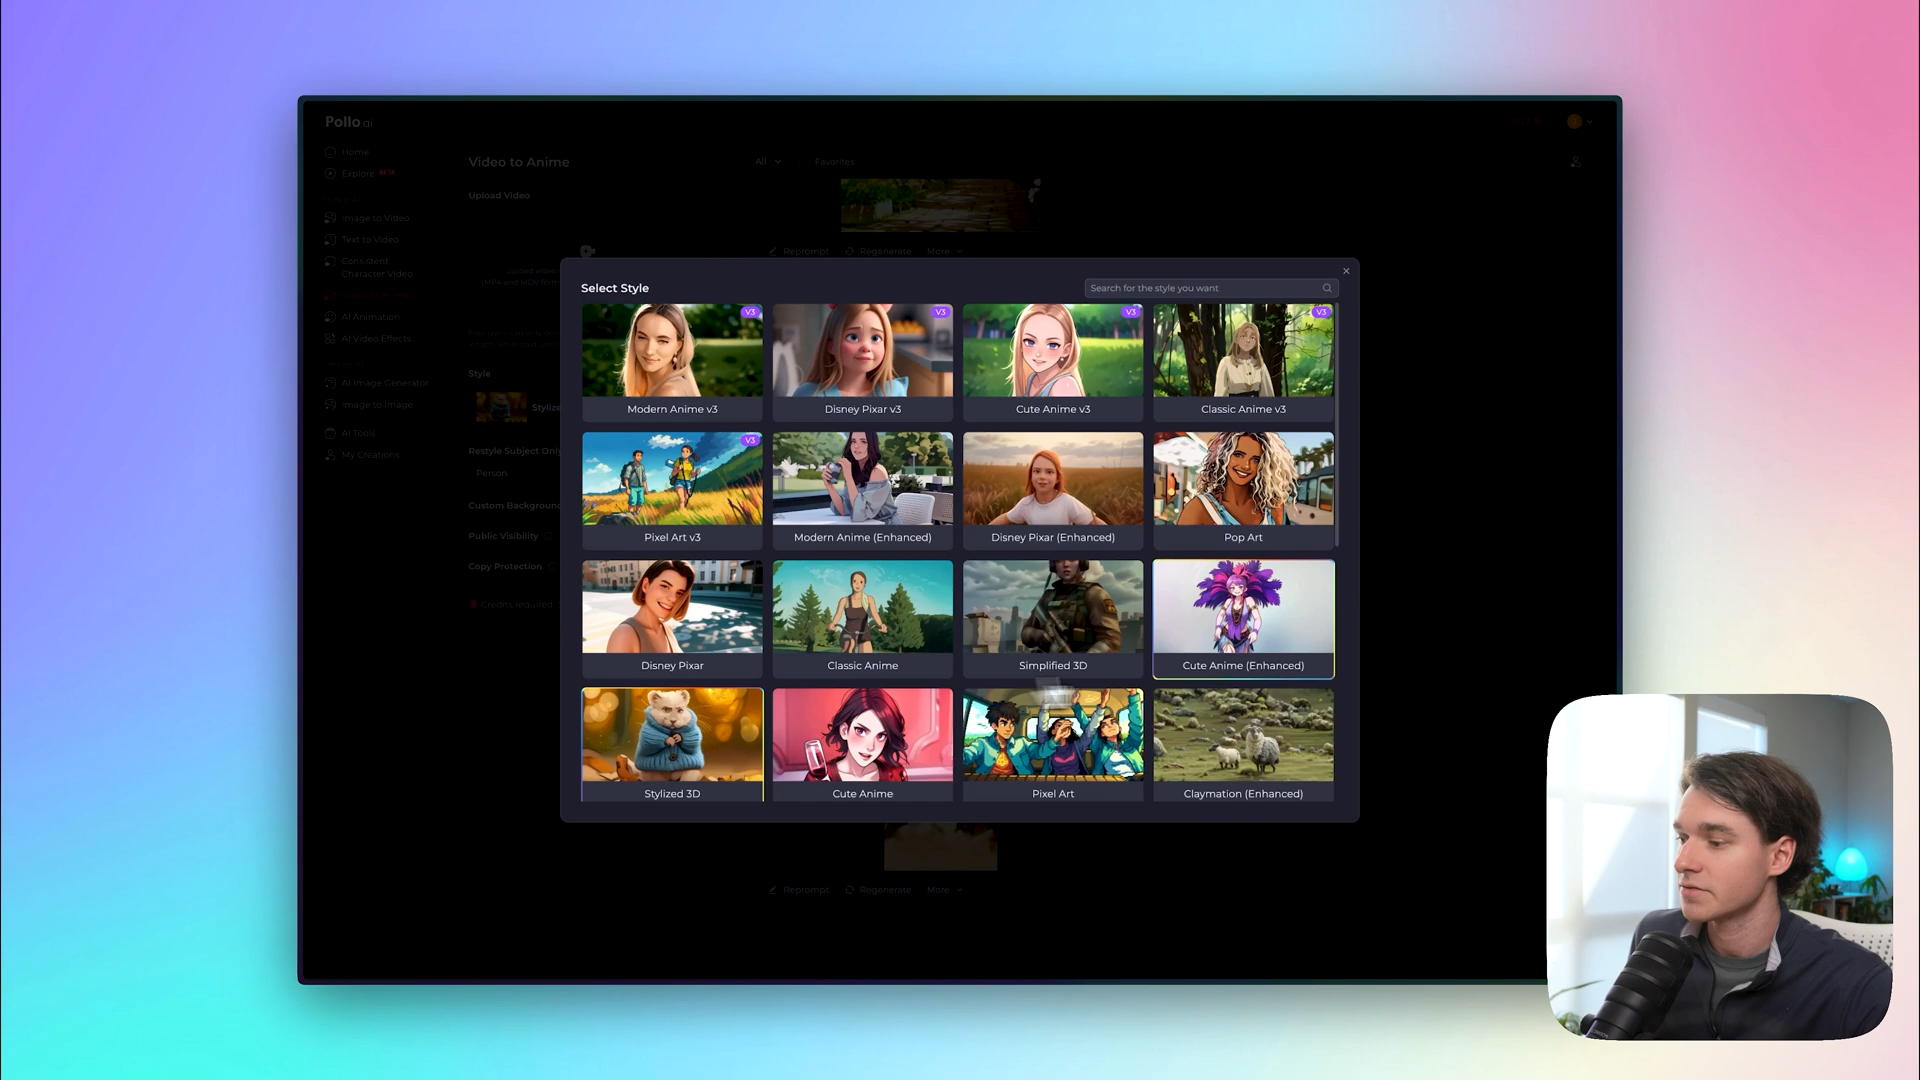 Pollo.ai
Home
Explore BETA
Image to Video
Text to Video
Consistent
Character Video
AI Animation
AI Video Effects
AI Image Generator
Image to Image
AI Tools
My Creations
Video to Anime
All
Favorites
Upload Video
Reprompt
Regenerate
More
Style
Restyle Subject Only
Person
Custom Background
Public Visibility
Copy Protection
Credits required
Select Style
Search for the style you want
V3
V3
V3
V3
Modern Anime v3
Disney Pixar v3
Cute Anime v3
Classic Anime v3
V3
Pixel Art v3
Modern Anime (Enhanced)
Disney Pixar (Enhanced)
Pop Art
Disney Pixar
Classic Anime
Simplified 3D
Cute Anime (Enhanced)
Stylized 3D
Cute Anime
Pixel Art
Claymation (Enhanced)
Reprompt
Regenerate
More